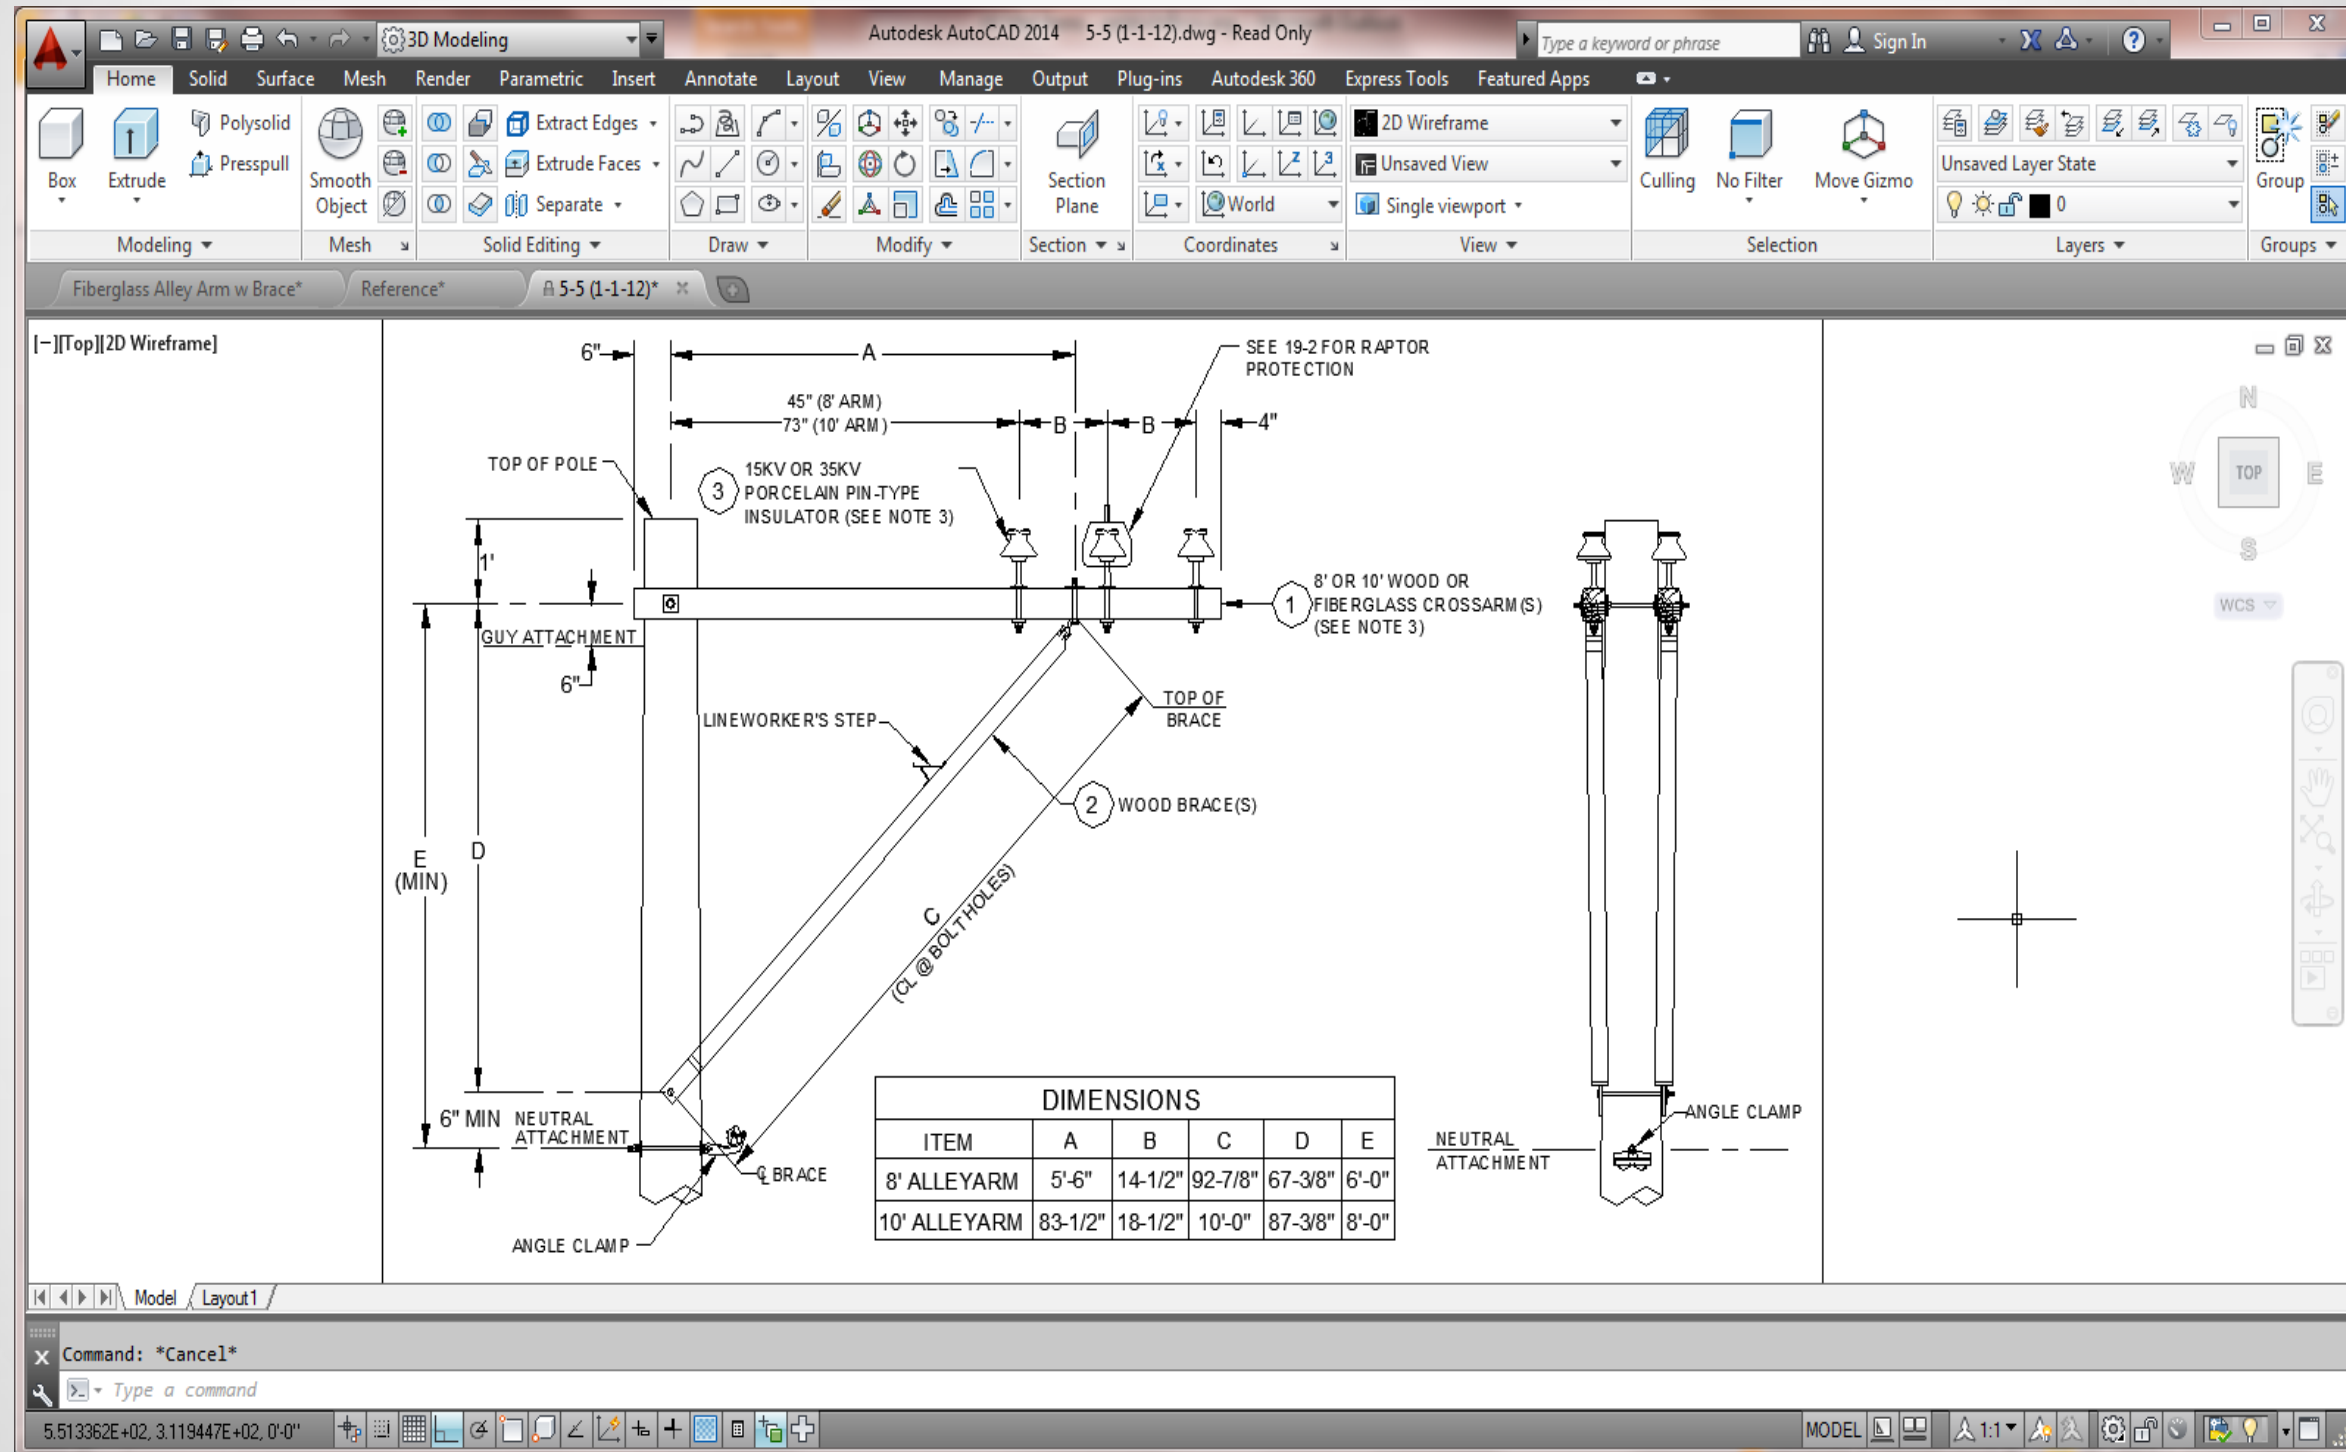 Autodesk AutoCAD 2014 5-5 (1-1-12).dwg - Read Only
3D Modeling
Type a keyword or phrase
Sign In
Home Solid Surface Mesh Render Parametric Insert Annotate Layout View Manage Output Plug-ins Autodesk 360 Express Tools Featured Apps
Box
Extrude
Polysolid
Presspull
Smooth
Object
Extract Edges
Extrude Faces
Separate
Section
Plane
World
2D Wireframe
Unsaved View
Single viewport
Culling
No Filter
Move Gizmo
Unsaved Layer State
0
Group
Modeling Mesh Solid Editing Draw Modify Section Coordinates View Selection Layers Groups
Fiberglass Alley Arm w Brace* Reference* 5-5 (1-1-12)*
[−][Top][2D Wireframe]
6"
A
SEE 19-2 FOR RAPTOR
PROTECTION
45" (8' ARM)
73" (10' ARM)
B
B
4"
TOP OF POLE
3
15KV OR 35KV
PORCELAIN PIN-TYPE
INSULATOR (SEE NOTE 3)
1'
1
8' OR 10' WOOD OR
FIBERGLASS CROSSARM(S)
(SEE NOTE 3)
GUY ATTACHMENT
6"
TOP OF
BRACE
LINEWORKER'S STEP
2
WOOD BRACE(S)
E
(MIN)
D
C
(CL @ BOLT HOLES)
6" MIN
NEUTRAL
ATTACHMENT
BRACE
ANGLE CLAMP
DIMENSIONS
ITEM A B C D E
8' ALLEYARM 5'-6" 14-1/2" 92-7/8" 67-3/8" 6'-0"
10' ALLEYARM 83-1/2" 18-1/2" 10'-0" 87-3/8" 8'-0"
ANGLE CLAMP
NEUTRAL
ATTACHMENT
N
W
TOP
E
S
WCS
Model Layout1
Command: *Cancel*
Type a command
5.513362E+02, 3.119447E+02, 0'-0"
MODEL
1:1